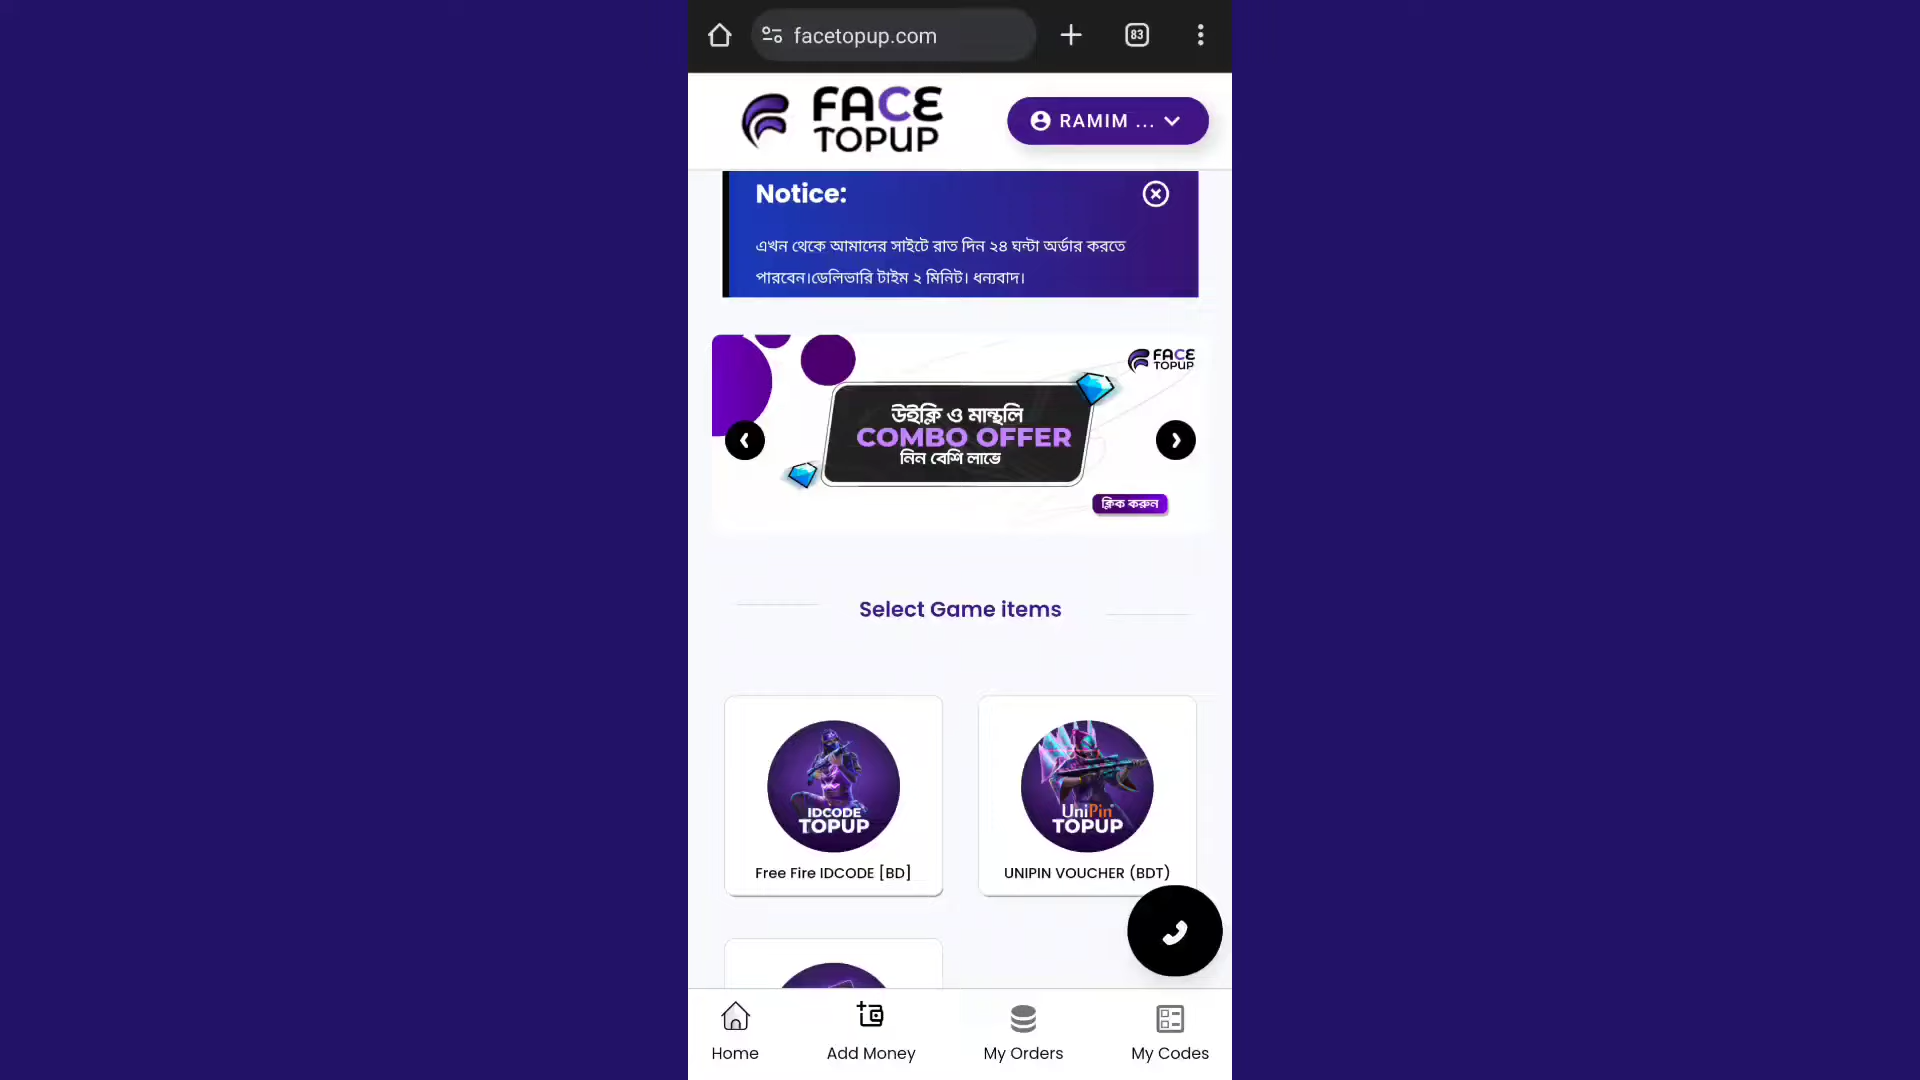 facetopup.com
83
FACE
TOPUP
RAMIM ...
Notice:
এখন থেকে আমাদের সাইটে রাত দিন ২৪ ঘন্টা অর্ডার করতে
পারবেন।ডেলিভারি টাইম ২ মিনিট। ধন্যবাদ।
FACE
TOPUP
উইক্লি ও মান্থলি
COMBO OFFER
নিন বেশি লাভে
ক্লিক করুন
Select Game items
IDCODE
TOPUP
Free Fire IDCODE [BD]
UniPin
TOPUP
UNIPIN VOUCHER (BDT)
Home
Add Money
My Orders
My Codes